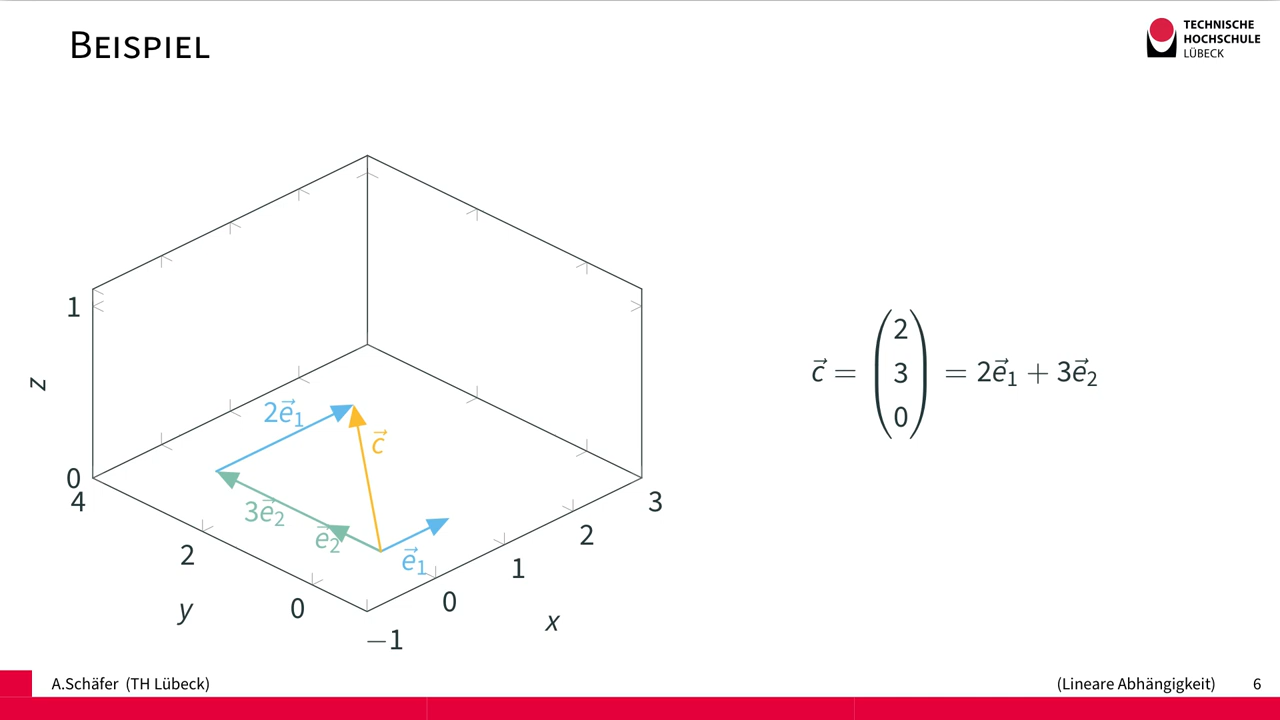 BEISPIEL
TECHNISCHE
HOCHSCHULE
LÜBECK
1
z
0
4
2
y
0
−1
0
1
x
2
3
2e⃗₁
c⃗
3e⃗₂
e⃗₂
e⃗₁
c⃗ = (2 3 0) = 2e⃗₁ + 3e⃗₂
A.Schäfer (TH Lübeck)
(Lineare Abhängigkeit) 6